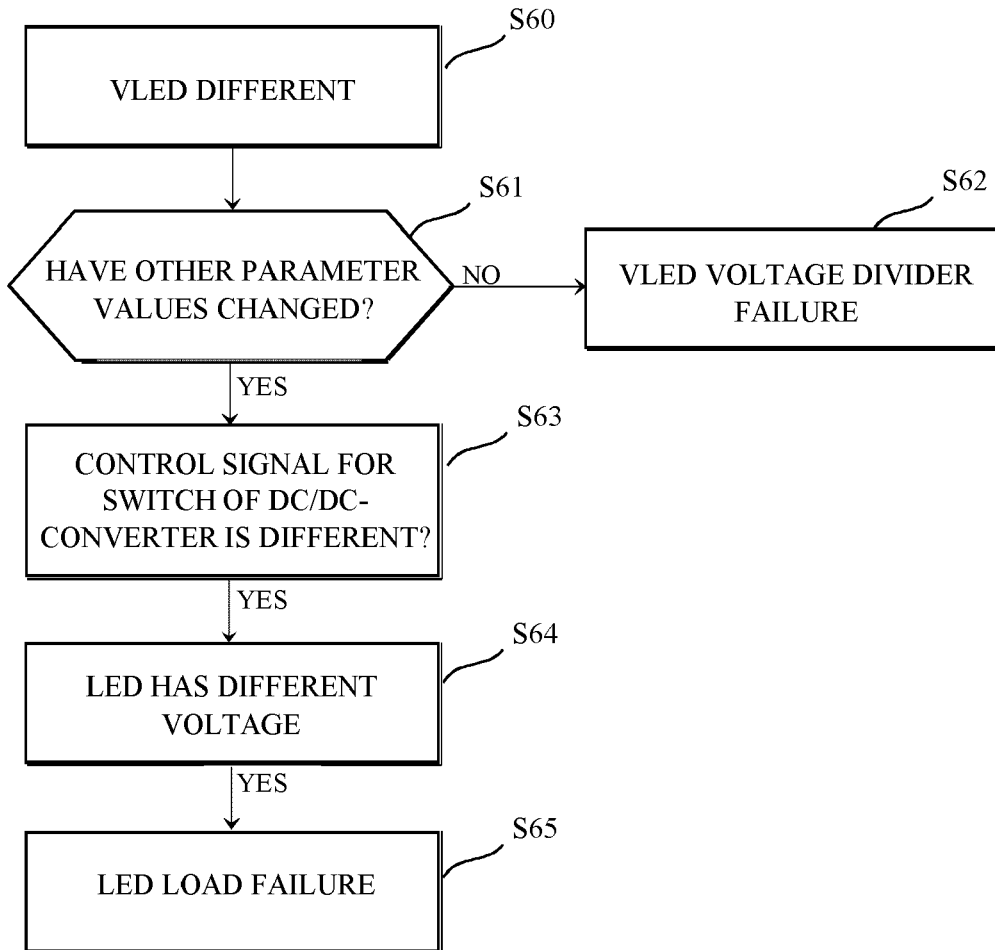 S60
VLED DIFFERENT
S61
HAVE OTHER PARAMETER
VALUES CHANGED?
NO
S62
VLED VOLTAGE DIVIDER
FAILURE
YES
S63
CONTROL SIGNAL FOR
SWITCH OF DC/DC-
CONVERTER IS DIFFERENT?
YES
S64
LED HAS DIFFERENT
VOLTAGE
YES
S65
LED LOAD FAILURE